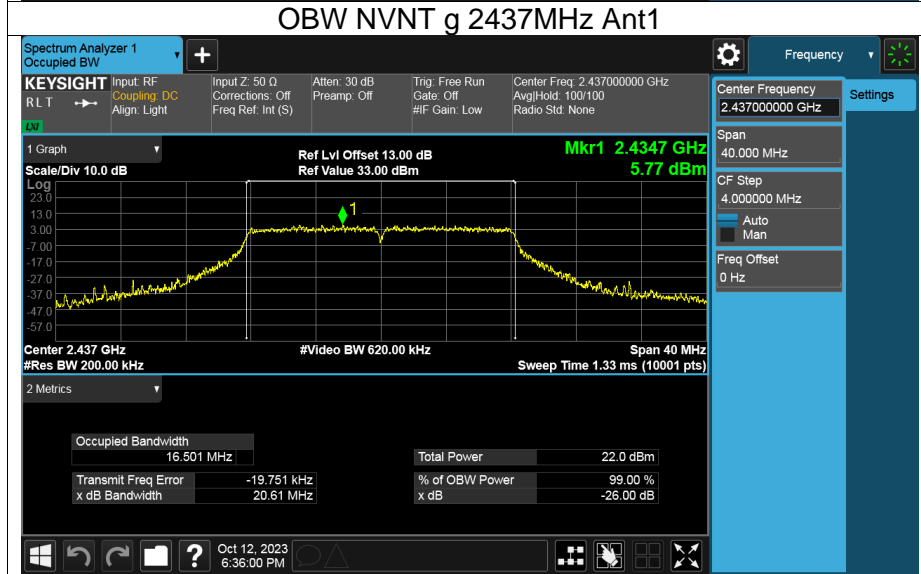 OBW NVNT g 2437MHz Ant1
Spectrum Analyzer 1
Occupied BW
+
Frequency
KEYSIGHT Input: RF Input Z: 50 Ω Atten: 30 dB Trig: Free Run Center Freq: 2.437000000 GHz
RLT Coupling: DC Corrections: Off Preamp: Off Gate: Off Avg|Hold: 100/100
Align: Light Freq Ref: Int (S) #IF Gain: Low Radio Std: None
LXI
Center Frequency
2.437000000 GHz
Settings
Span
40.000 MHz
CF Step
4.000000 MHz
Auto
Man
Freq Offset
0 Hz
1 Graph
Ref Lvl Offset 13.00 dB
Mkr1 2.4347 GHz
Scale/Div 10.0 dB
Ref Value 33.00 dBm
5.77 dBm
Log
23.0
13.0
3.00
-7.00
-17.0
-27.0
-37.0
-47.0
-57.0
1
Center 2.437 GHz #Video BW 620.00 kHz Span 40 MHz
#Res BW 200.00 kHz Sweep Time 1.33 ms (10001 pts)
2 Metrics
Occupied Bandwidth
16.501 MHz
Total Power 22.0 dBm
Transmit Freq Error -19.751 kHz
% of OBW Power 99.00 %
x dB Bandwidth 20.61 MHz
x dB -26.00 dB
?
Oct 12, 2023
6:36:00 PM